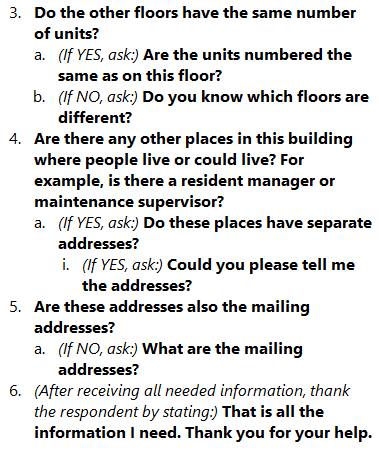 3. Do the other floors have the same number
of units?
a. (If YES, ask:) Are the units numbered the
same as on this floor?
b. (If NO, ask:) Do you know which floors are
different?
4. Are there any other places in this building
where people live or could live? For
example, is there a resident manager or
maintenance supervisor?
a. (If YES, ask:) Do these places have separate
addresses?
i. (If YES, ask:) Could you please tell me
the addresses?
5. Are these addresses also the mailing
addresses?
a. (If NO, ask:) What are the mailing
addresses?
6. (After receiving all needed information, thank
the respondent by stating:) That is all the
information I need. Thank you for your help.